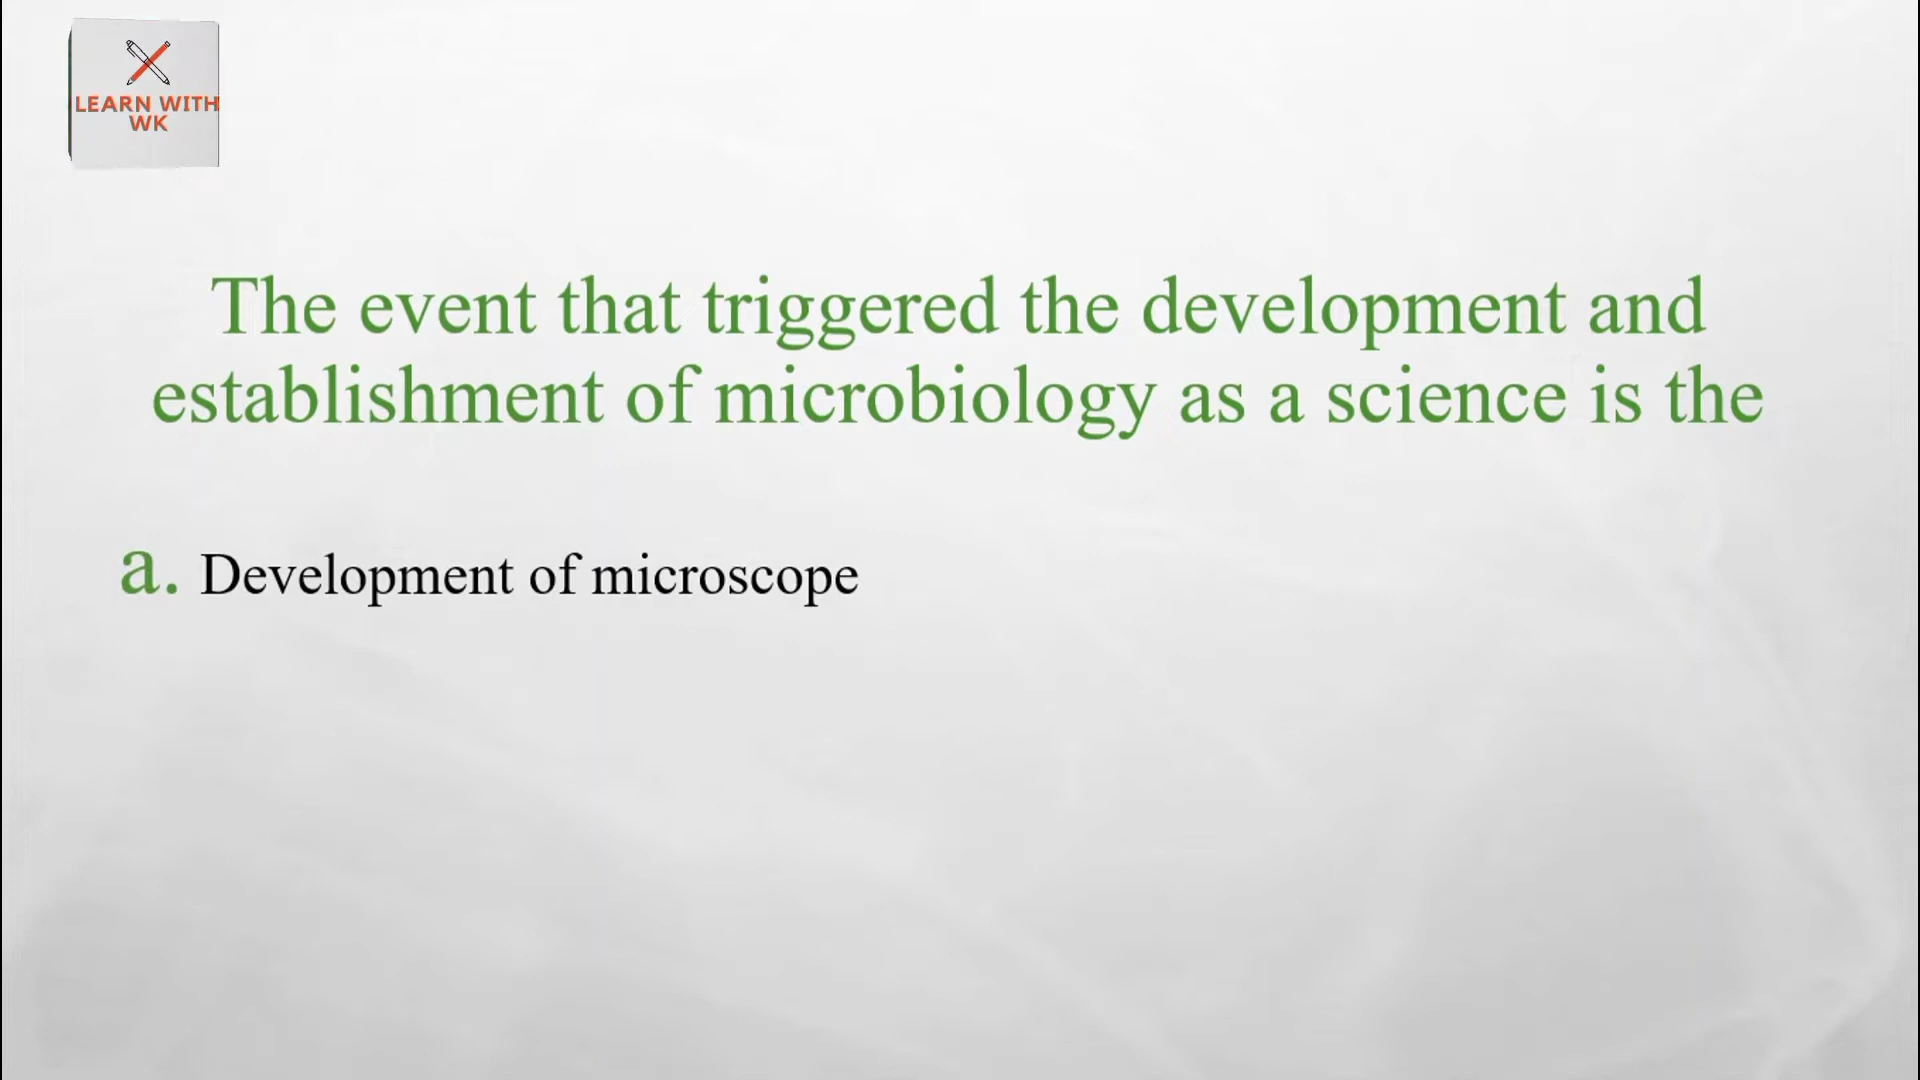 LEARN WITH
WK
The event that triggered the development and
establishment of microbiology as a science is the
a. Development of microscope